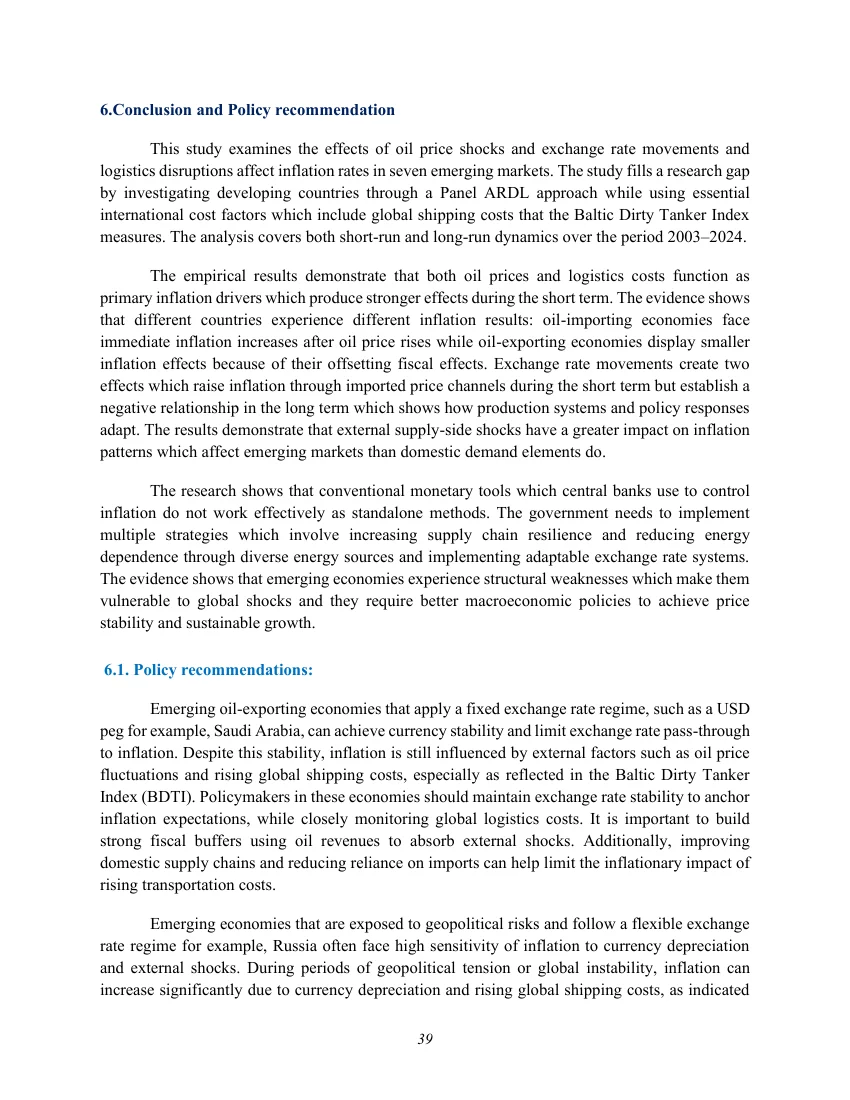 6.Conclusion and Policy recommendation
This study examines the effects of oil price shocks and exchange rate movements and
logistics disruptions affect inflation rates in seven emerging markets. The study fills a research gap
by investigating developing countries through a Panel ARDL approach while using essential
international cost factors which include global shipping costs that the Baltic Dirty Tanker Index
measures. The analysis covers both short-run and long-run dynamics over the period 2003–2024.
The empirical results demonstrate that both oil prices and logistics costs function as
primary inflation drivers which produce stronger effects during the short term. The evidence shows
that different countries experience different inflation results: oil-importing economies face
immediate inflation increases after oil price rises while oil-exporting economies display smaller
inflation effects because of their offsetting fiscal effects. Exchange rate movements create two
effects which raise inflation through imported price channels during the short term but establish a
negative relationship in the long term which shows how production systems and policy responses
adapt. The results demonstrate that external supply-side shocks have a greater impact on inflation
patterns which affect emerging markets than domestic demand elements do.
The research shows that conventional monetary tools which central banks use to control
inflation do not work effectively as standalone methods. The government needs to implement
multiple strategies which involve increasing supply chain resilience and reducing energy
dependence through diverse energy sources and implementing adaptable exchange rate systems.
The evidence shows that emerging economies experience structural weaknesses which make them
vulnerable to global shocks and they require better macroeconomic policies to achieve price
stability and sustainable growth.
6.1. Policy recommendations:
Emerging oil-exporting economies that apply a fixed exchange rate regime, such as a USD
peg for example, Saudi Arabia, can achieve currency stability and limit exchange rate pass-through
to inflation. Despite this stability, inflation is still influenced by external factors such as oil price
fluctuations and rising global shipping costs, especially as reflected in the Baltic Dirty Tanker
Index (BDTI). Policymakers in these economies should maintain exchange rate stability to anchor
inflation expectations, while closely monitoring global logistics costs. It is important to build
strong fiscal buffers using oil revenues to absorb external shocks. Additionally, improving
domestic supply chains and reducing reliance on imports can help limit the inflationary impact of
rising transportation costs.
Emerging economies that are exposed to geopolitical risks and follow a flexible exchange
rate regime for example, Russia often face high sensitivity of inflation to currency depreciation
and external shocks. During periods of geopolitical tension or global instability, inflation can
increase significantly due to currency depreciation and rising global shipping costs, as indicated
39